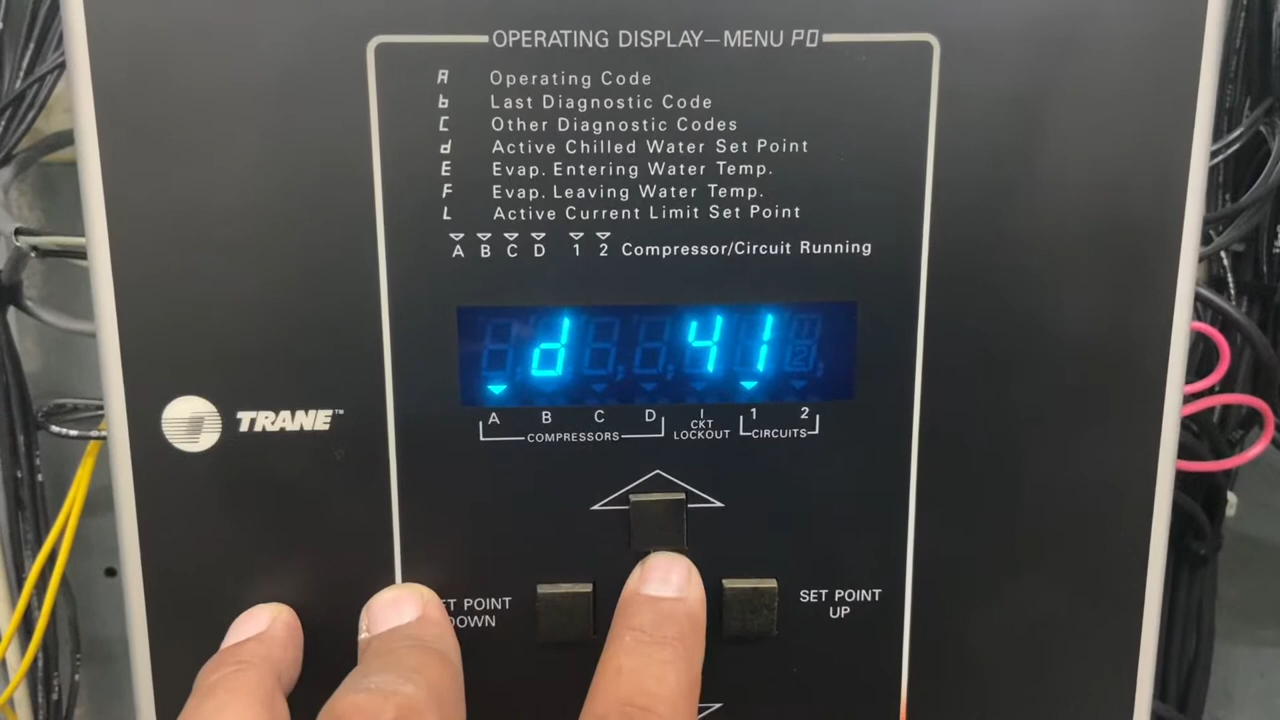 OPERATING DISPLAY—MENU P0
A Operating Code
b Last Diagnostic Code
C Other Diagnostic Codes
d Active Chilled Water Set Point
E Evap. Entering Water Temp.
F Evap. Leaving Water Temp.
L Active Current Limit Set Point
A B C D 1 2 Compressor/Circuit Running
d 41
A B C D 1 2
CKT
LOCKOUT
COMPRESSORS CIRCUITS
TRANE™
SET POINT
UP
POINT